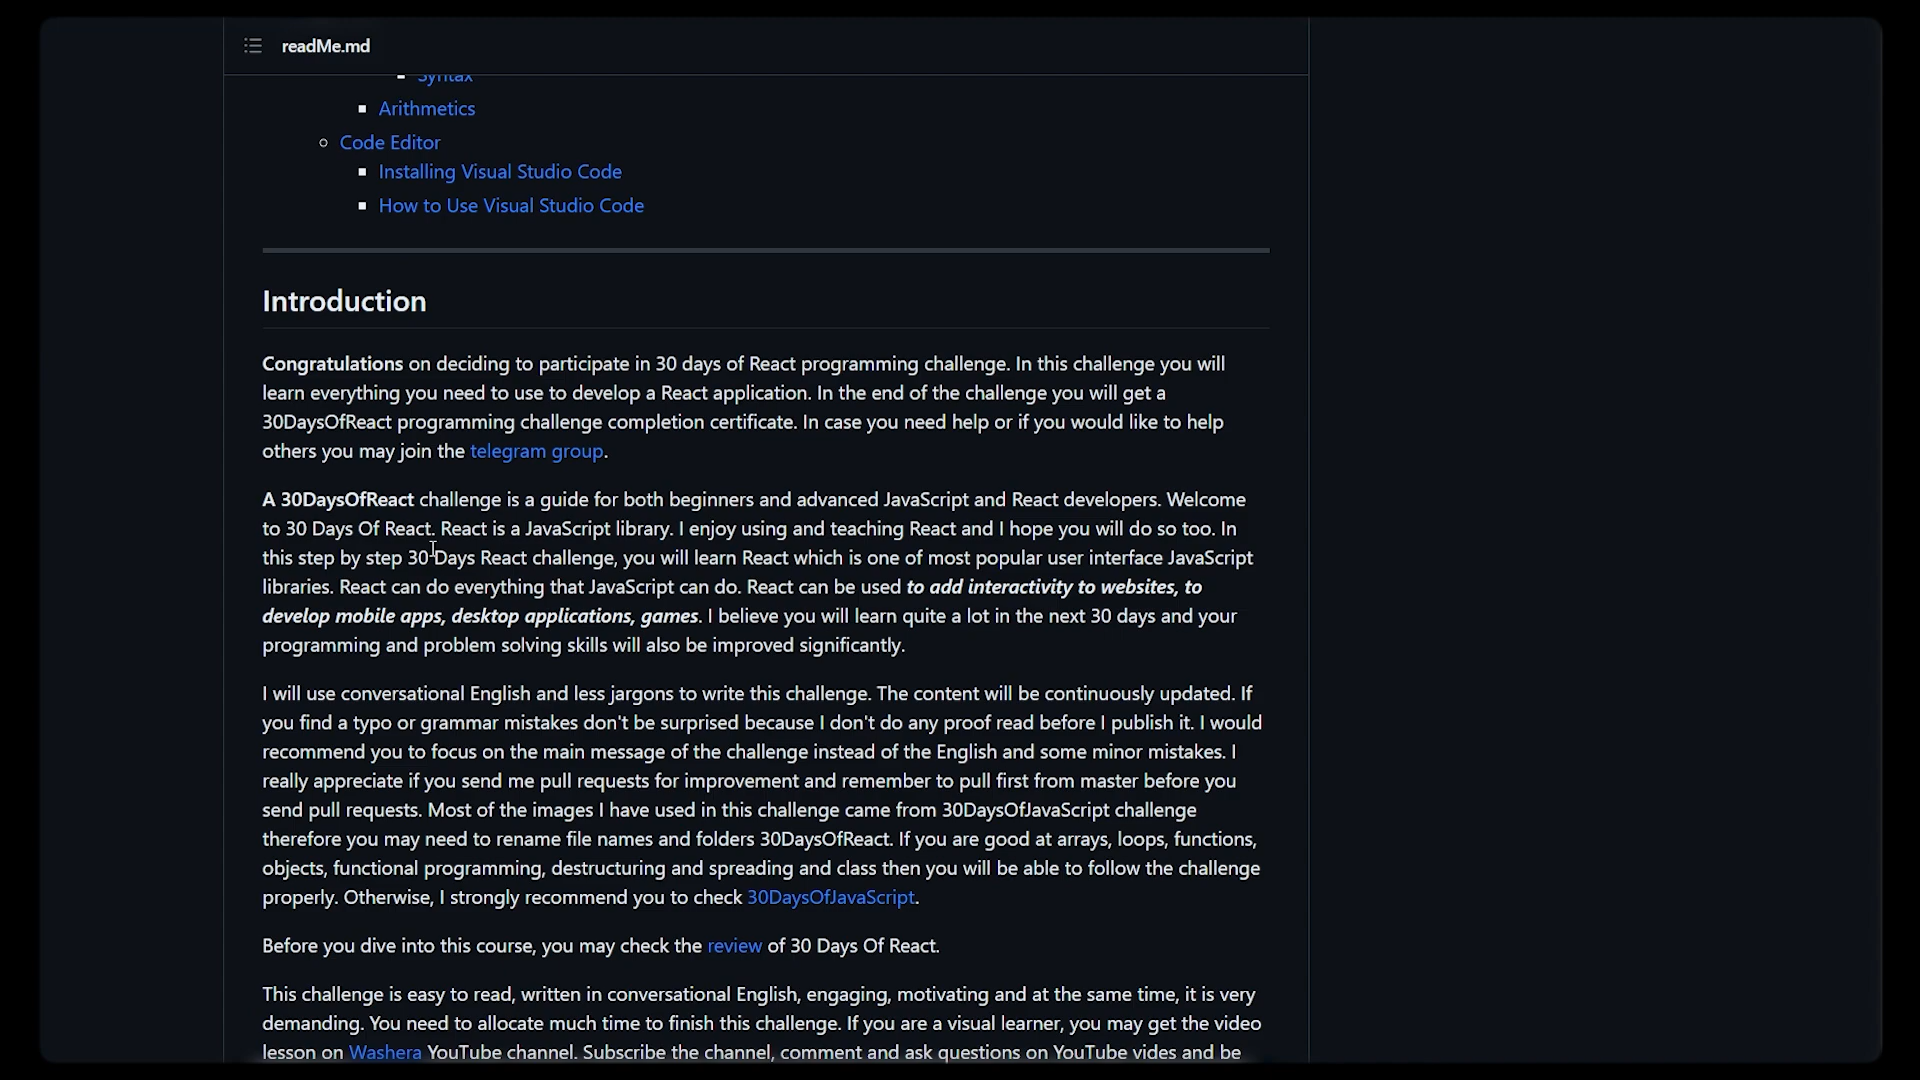 readMe.md
Syntax
Arithmetics
Code Editor
Installing Visual Studio Code
How to Use Visual Studio Code
Introduction
Congratulations on deciding to participate in 30 days of React programming challenge. In this challenge you will
learn everything you need to use to develop a React application. In the end of the challenge you will get a
30DaysOfReact programming challenge completion certificate. In case you need help or if you would like to help
others you may join the telegram group.
A 30DaysOfReact challenge is a guide for both beginners and advanced JavaScript and React developers. Welcome
to 30 Days Of React. React is a JavaScript library. I enjoy using and teaching React and I hope you will do so too. In
this step by step 30 Days React challenge, you will learn React which is one of most popular user interface JavaScript
libraries. React can do everything that JavaScript can do. React can be used to add interactivity to websites, to
develop mobile apps, desktop applications, games. I believe you will learn quite a lot in the next 30 days and your
programming and problem solving skills will also be improved significantly.
I will use conversational English and less jargons to write this challenge. The content will be continuously updated. If
you find a typo or grammar mistakes don't be surprised because I don't do any proof read before I publish it. I would
recommend you to focus on the main message of the challenge instead of the English and some minor mistakes. I
really appreciate if you send me pull requests for improvement and remember to pull first from master before you
send pull requests. Most of the images I have used in this challenge came from 30DaysOfJavaScript challenge
therefore you may need to rename file names and folders 30DaysOfReact. If you are good at arrays, loops, functions,
objects, functional programming, destructuring and spreading and class then you will be able to follow the challenge
properly. Otherwise, I strongly recommend you to check 30DaysOfJavaScript.
Before you dive into this course, you may check the review of 30 Days Of React.
This challenge is easy to read, written in conversational English, engaging, motivating and at the same time, it is very
demanding. You need to allocate much time to finish this challenge. If you are a visual learner, you may get the video
lesson on Washera YouTube channel. Subscribe the channel, comment and ask questions on YouTube vides and be